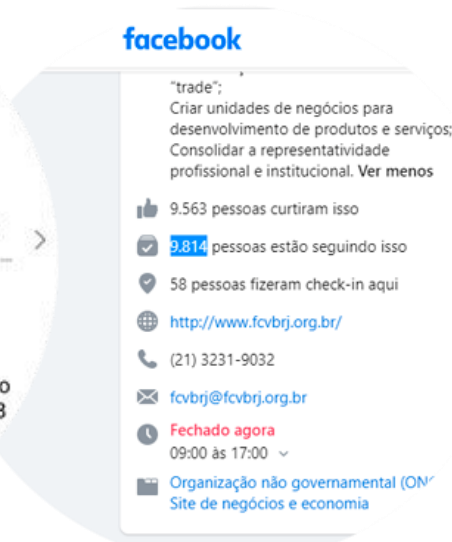 facebook
"trade";
Criar unidades de negócios para
desenvolvimento de produtos e serviços;
Consolidar a representatividade
profissional e institucional. Ver menos
9.563 pessoas curtiram isso
9.814 pessoas estão seguindo isso
58 pessoas fizeram check-in aqui
http://www.fcvbrj.org.br/
(21) 3231-9032
fcvbrj@fcvbrj.org.br
Fechado agora
09:00 às 17:00
Organização não governamental
Site de negócios e economia